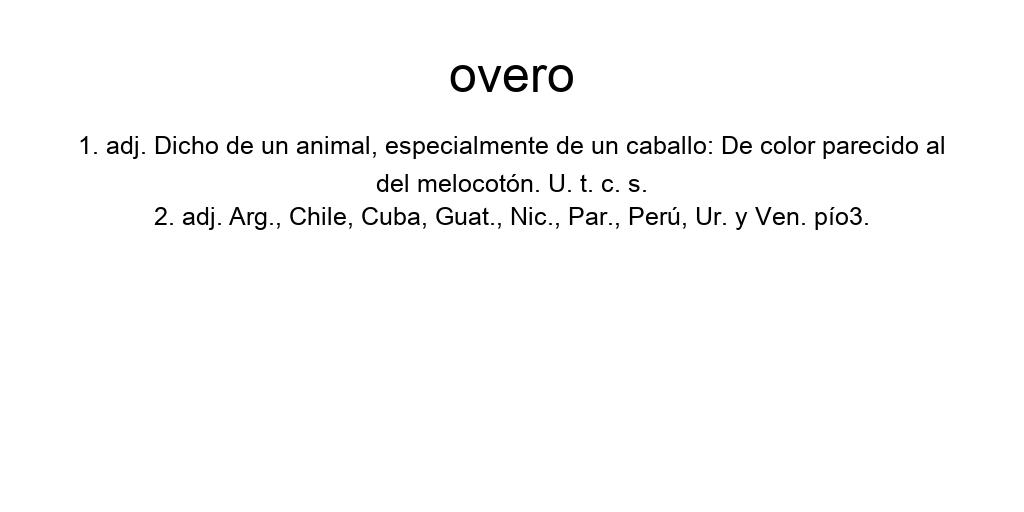 overo
1. adj. Dicho de un animal, especialmente de un caballo: De color parecido al
del melocotón. U. t. c. s.
2. adj. Arg., Chile, Cuba, Guat., Nic., Par., Perú, Ur. y Ven. pío3.